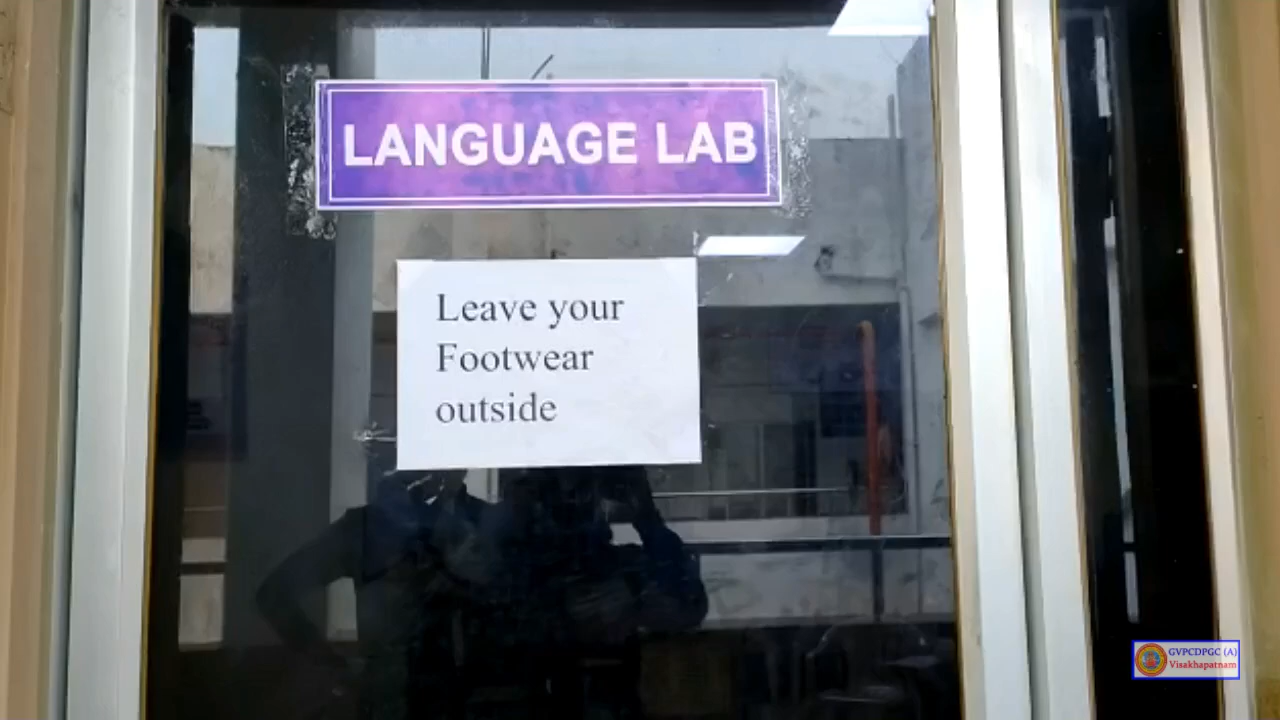 LANGUAGE LAB
Leave your
Footwear
outside
GVPCDPGC (A)
Visakhapatnam